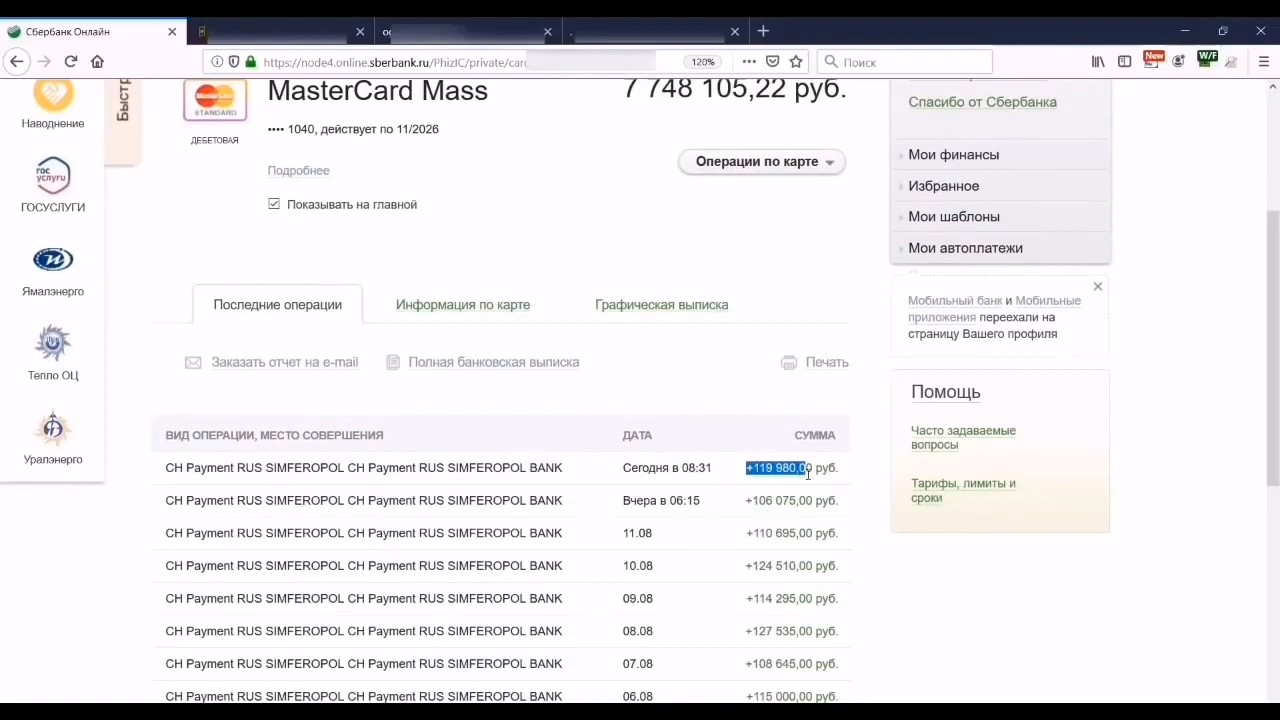 Сбербанк Онлайн
ос
https://node4.online.sberbank.ru/PhizIC/private/car
120%
Поиск
New
W/F
Наводнение
гос
услуги
ГОСУСЛУГИ
Ямалэнерго
Тепло ОЦ
Уралэнерго
Быст
STANDARD
ДЕБЕТОВАЯ
MasterCard Mass
7 748 105,22 руб.
•••• 1040, действует по 11/2026
Операции по карте
Подробнее
Показывать на главной
Последние операции
Информация по карте
Графическая выписка
Заказать отчет на e-mail
Полная банковская выписка
Печать
ВИД ОПЕРАЦИИ, МЕСТО СОВЕРШЕНИЯ ДАТА СУММА
CH Payment RUS SIMFEROPOL CH Payment RUS SIMFEROPOL BANK Сегодня в 08:31 +119 980,00 руб.
CH Payment RUS SIMFEROPOL CH Payment RUS SIMFEROPOL BANK Вчера в 06:15 +106 075,00 руб.
CH Payment RUS SIMFEROPOL CH Payment RUS SIMFEROPOL BANK 11.08 +110 695,00 руб.
CH Payment RUS SIMFEROPOL CH Payment RUS SIMFEROPOL BANK 10.08 +124 510,00 руб.
CH Payment RUS SIMFEROPOL CH Payment RUS SIMFEROPOL BANK 09.08 +114 295,00 руб.
CH Payment RUS SIMFEROPOL CH Payment RUS SIMFEROPOL BANK 08.08 +127 535,00 руб.
CH Payment RUS SIMFEROPOL CH Payment RUS SIMFEROPOL BANK 07.08 +108 645,00 руб.
CH Payment RUS SIMFEROPOL CH Payment RUS SIMFEROPOL BANK 06.08 +115 000,00 руб.
Спасибо от Сбербанка
Мои финансы
Избранное
Мои шаблоны
Мои автоплатежи
Мобильный банк и Мобильные
приложения переехали на
страницу Вашего профиля
Помощь
Часто задаваемые
вопросы
Тарифы, лимиты и
сроки